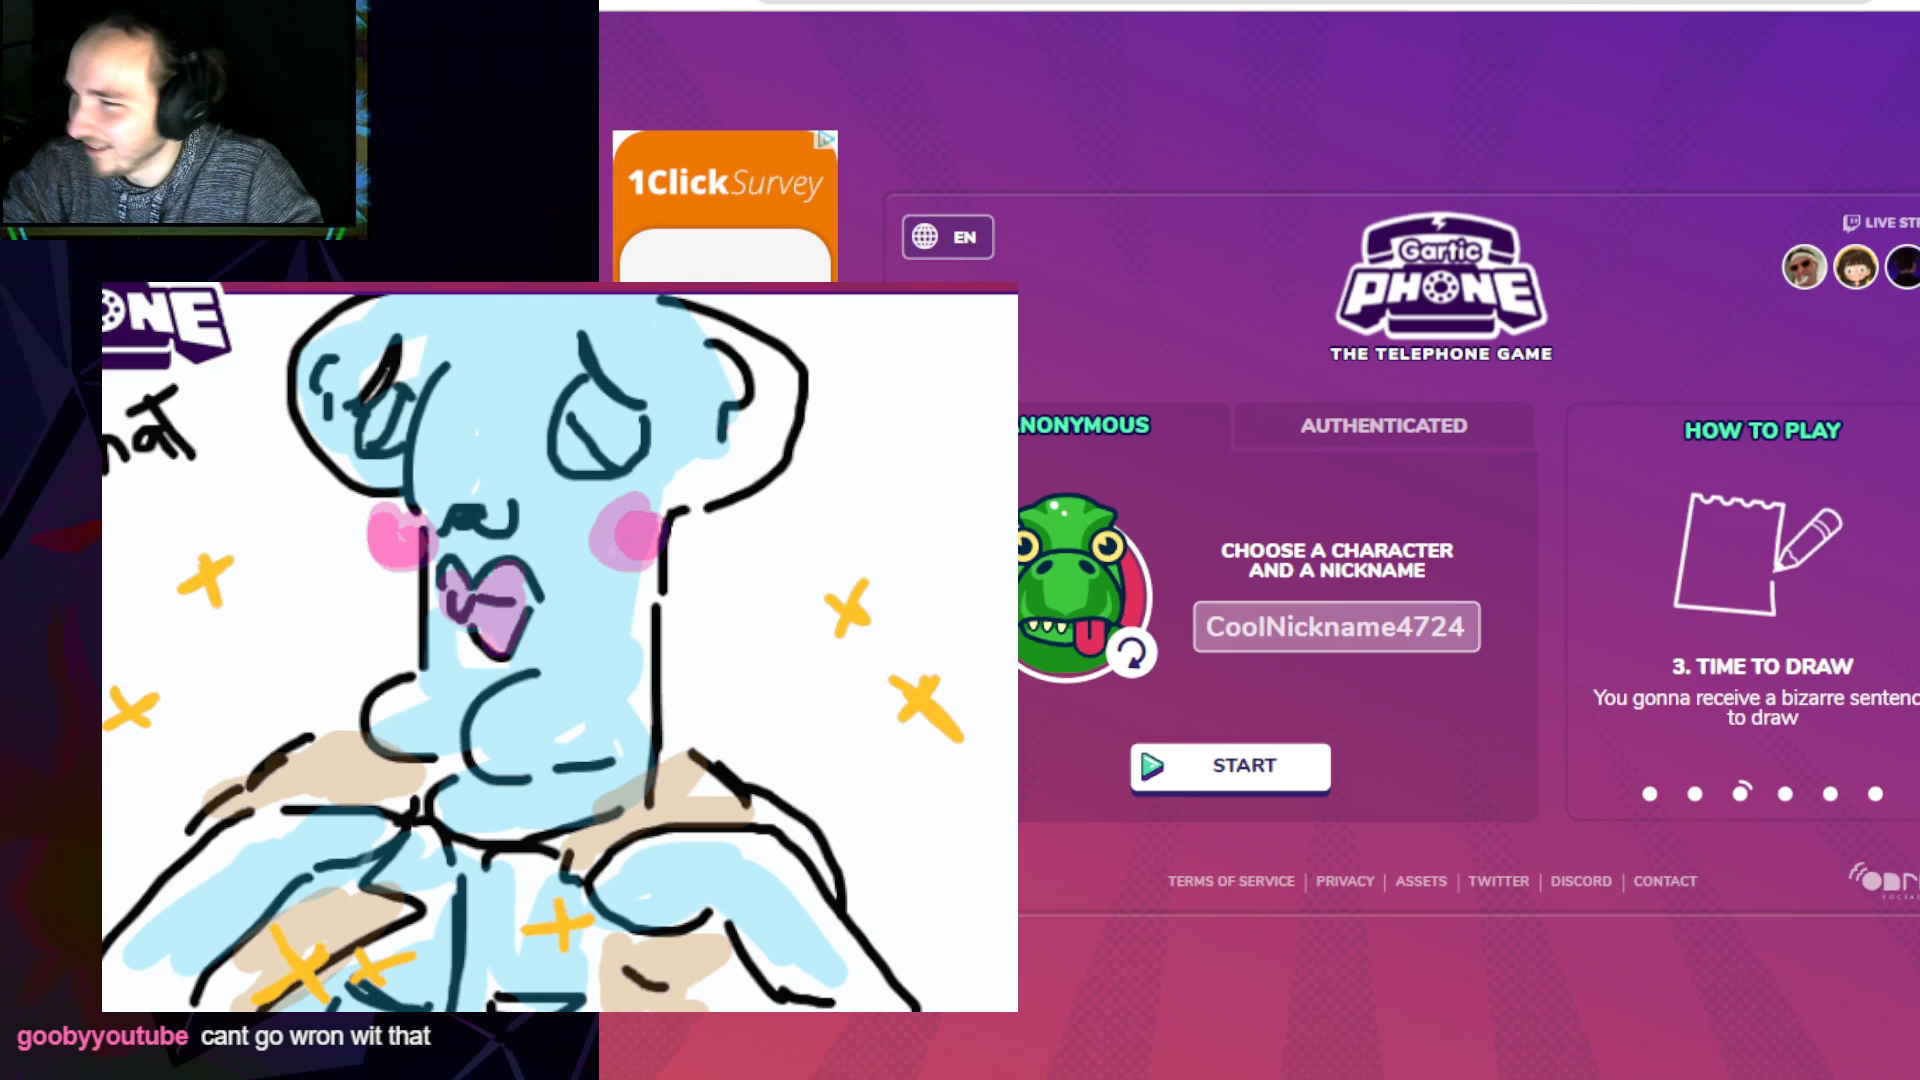 1ClickSurvey
EN
Gartic
PHONE
THE TELEPHONE GAME
LIVE STR
ONE
NONYMOUS
AUTHENTICATED
HOW TO PLAY
CHOOSE A CHARACTER
AND A NICKNAME
CoolNickname4724
START
3. TIME TO DRAW
You gonna receive a bizarre sentenc
to draw
TERMS OF SERVICE | PRIVACY | ASSETS | TWITTER | DISCORD | CONTACT
goobyyoutube cant go wron wit that